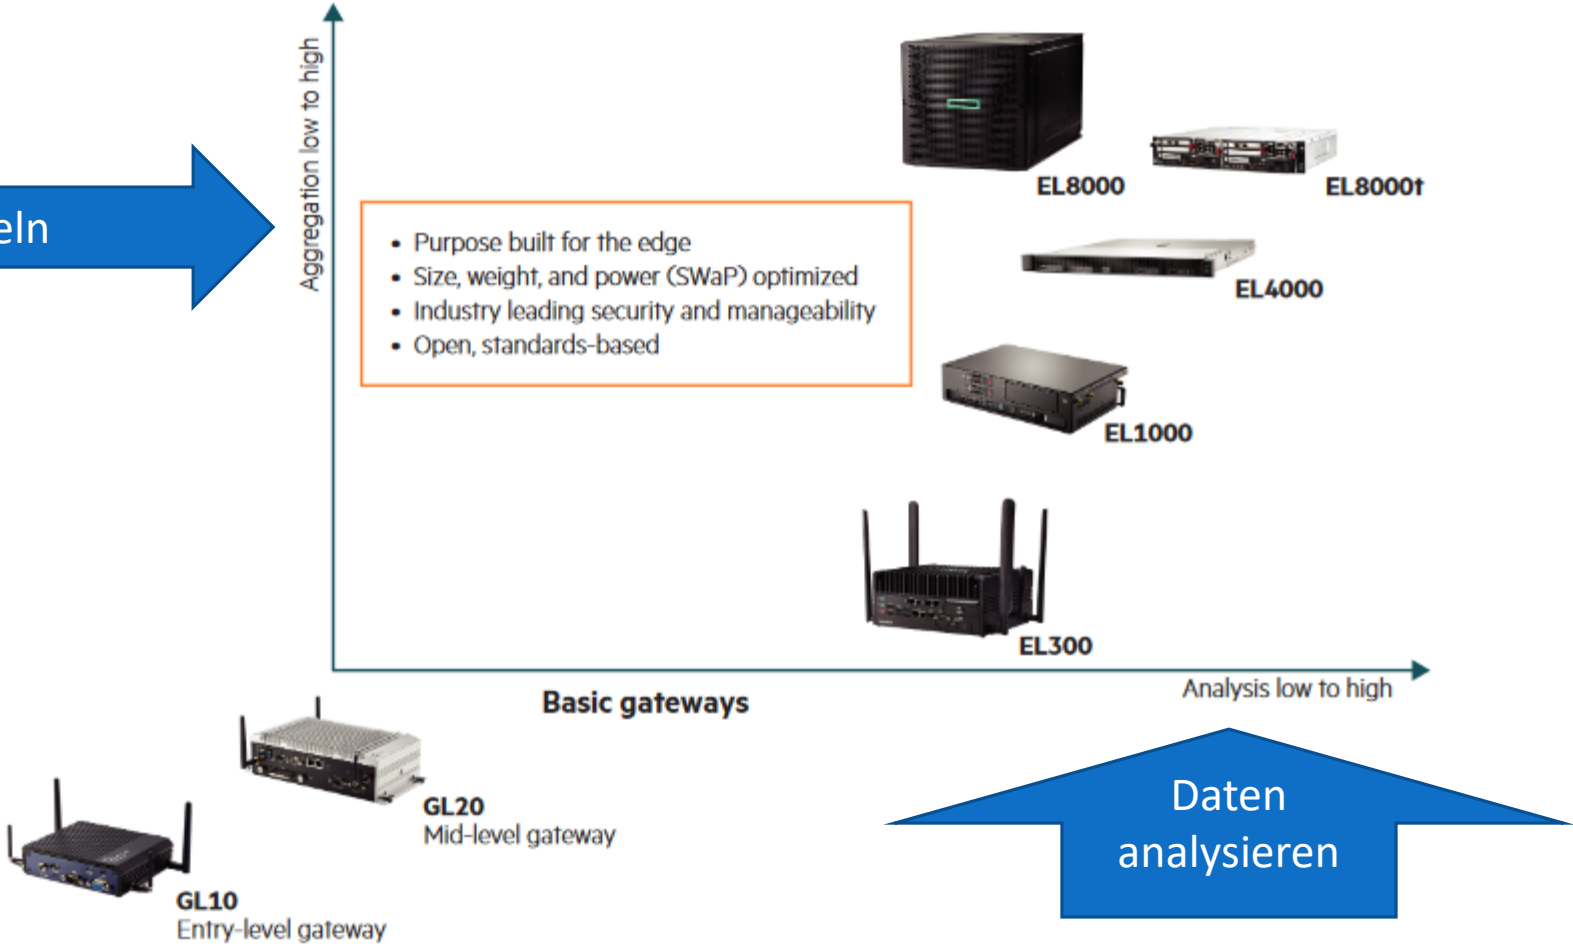 Aggregation low to high
eln
• Purpose built for the edge
• Size, weight, and power (SWaP) optimized
• Industry leading security and manageability
• Open, standards-based
EL8000
EL8000t
EL4000
EL1000
EL300
Analysis low to high
Basic gateways
GL20
Mid-level gateway
GL10
Entry-level gateway
Daten
analysieren